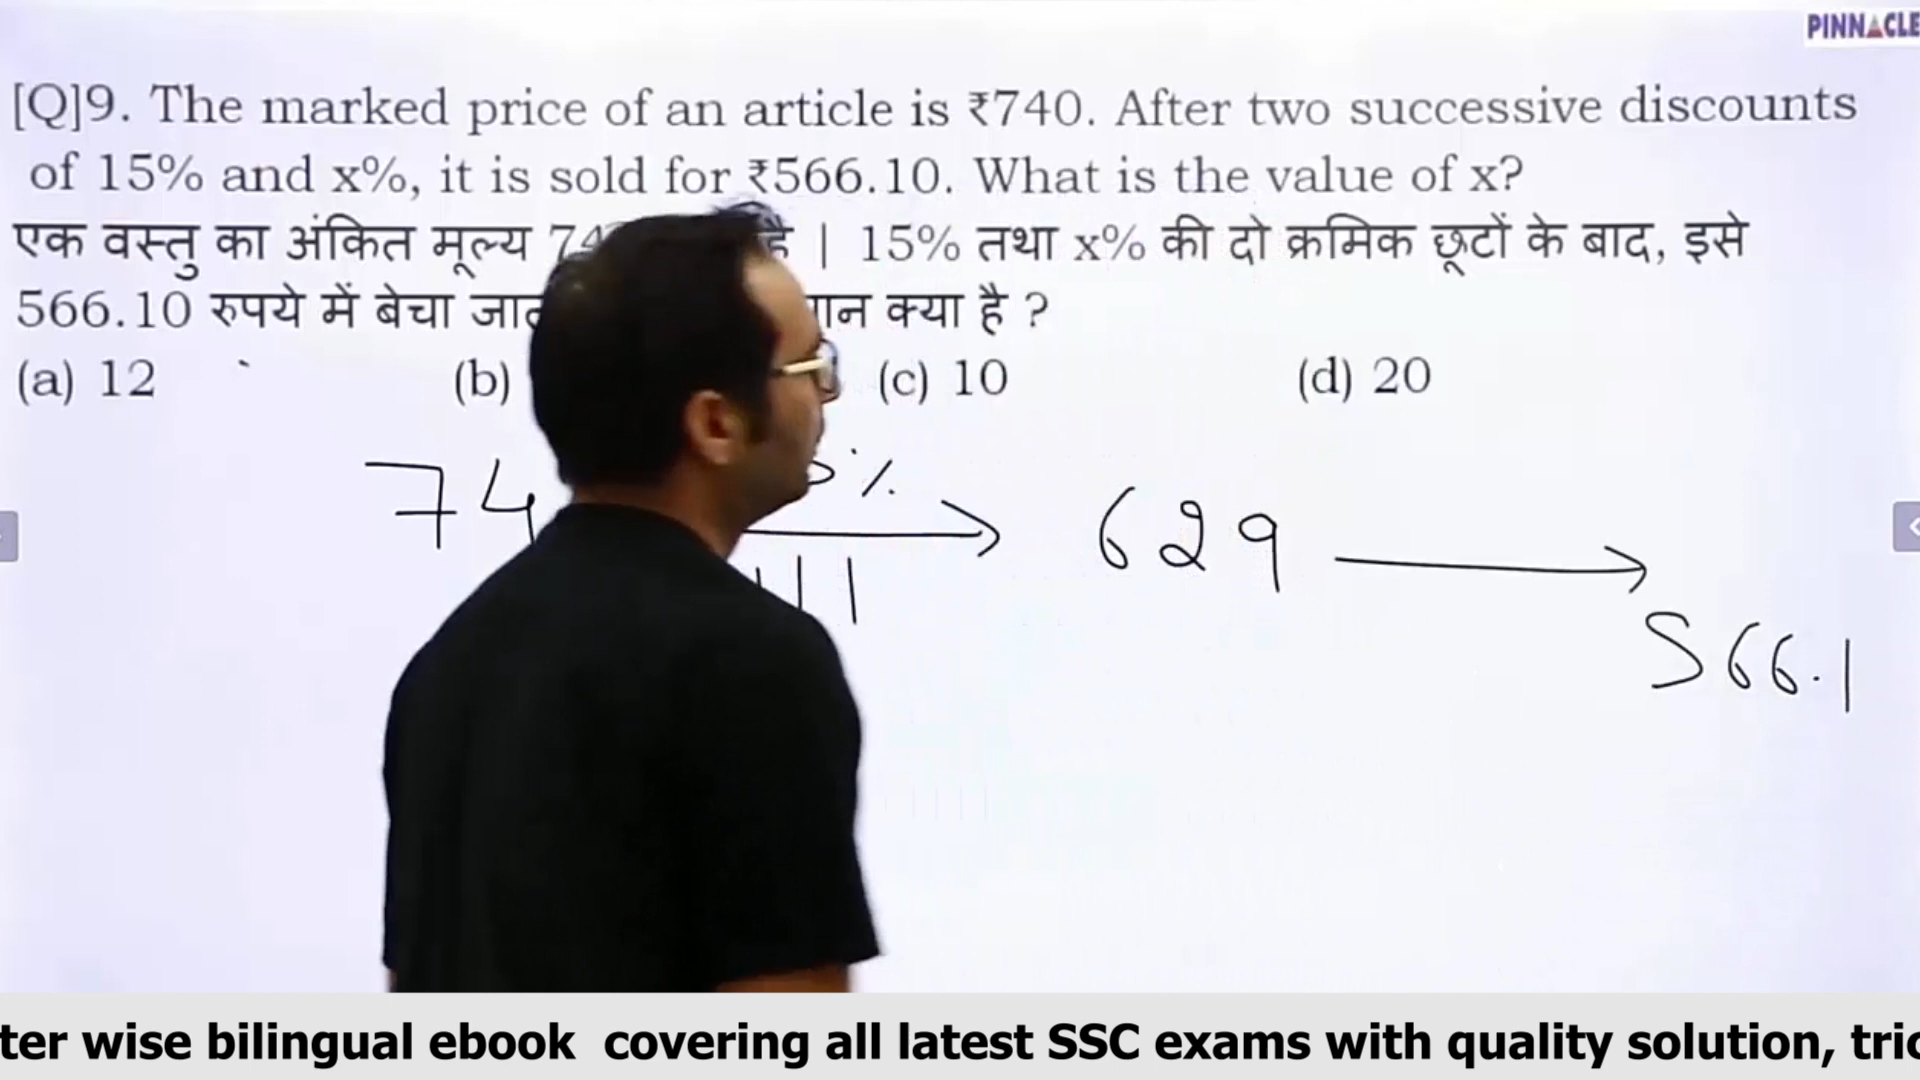 PINNACLE
[Q]9. The marked price of an article is ₹740. After two successive discounts
of 15% and x%, it is sold for ₹566.10. What is the value of x?
एक वस्तु का अंकित मूल्य 74 है | 15% तथा x% की दो क्रमिक छूटों के बाद, इसे
566.10 रुपये में बेचा क्या है ?
(a) 12 (b) (c) 10 (d) 20
74 % 629
11
566.1
ter wise bilingual ebook covering all latest SSC exams with quality solution, tric